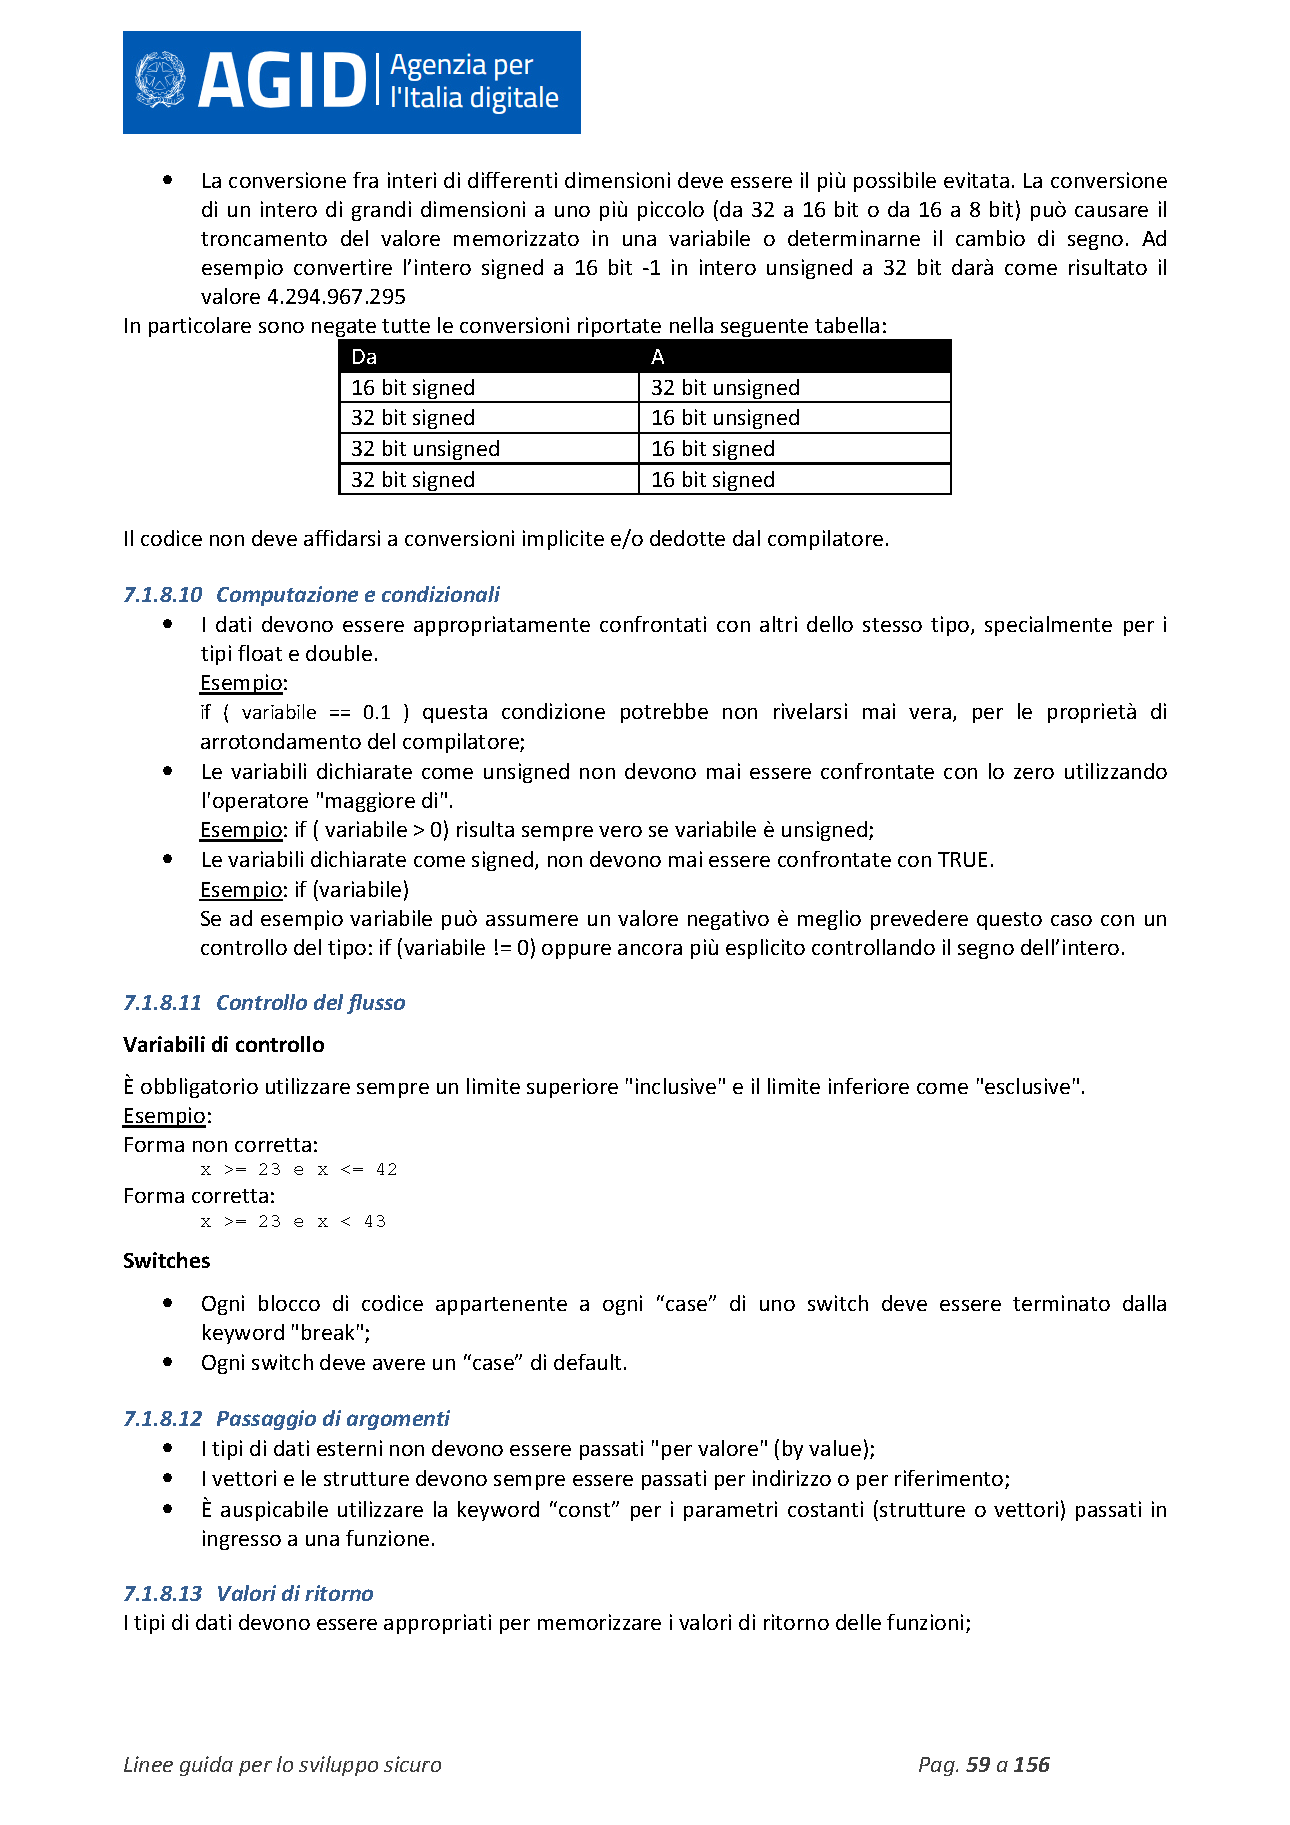 AGID
Agenzia per
l'Italia digitale
• La conversione fra interi di differenti dimensioni deve essere il più possibile evitata. La conversione
di un intero di grandi dimensioni a uno più piccolo (da 32 a 16 bit o da 16 a 8 bit) può causare il
troncamento del valore memorizzato in una variabile o determinarne il cambio di segno. Ad
esempio convertire l’intero signed a 16 bit -1 in intero unsigned a 32 bit darà come risultato il
valore 4.294.967.295
In particolare sono negate tutte le conversioni riportate nella seguente tabella:
Da A
16 bit signed 32 bit unsigned
32 bit signed 16 bit unsigned
32 bit unsigned 16 bit signed
32 bit signed 16 bit signed
Il codice non deve affidarsi a conversioni implicite e/o dedotte dal compilatore.
7.1.8.10 Computazione e condizionali
• I dati devono essere appropriatamente confrontati con altri dello stesso tipo, specialmente per i
tipi float e double.
Esempio:
if ( variabile == 0.1 ) questa condizione potrebbe non rivelarsi mai vera, per le proprietà di
arrotondamento del compilatore;
• Le variabili dichiarate come unsigned non devono mai essere confrontate con lo zero utilizzando
l'operatore "maggiore di".
Esempio: if ( variabile > 0) risulta sempre vero se variabile è unsigned;
• Le variabili dichiarate come signed, non devono mai essere confrontate con TRUE.
Esempio: if (variabile)
Se ad esempio variabile può assumere un valore negativo è meglio prevedere questo caso con un
controllo del tipo: if (variabile != 0) oppure ancora più esplicito controllando il segno dell’intero.
7.1.8.11 Controllo del flusso
Variabili di controllo
È obbligatorio utilizzare sempre un limite superiore "inclusive" e il limite inferiore come "esclusive".
Esempio:
Forma non corretta:
x >= 23 e x <= 42
Forma corretta:
x >= 23 e x < 43
Switches
• Ogni blocco di codice appartenente a ogni “case” di uno switch deve essere terminato dalla
keyword "break";
• Ogni switch deve avere un “case” di default.
7.1.8.12 Passaggio di argomenti
• I tipi di dati esterni non devono essere passati "per valore" (by value);
• I vettori e le strutture devono sempre essere passati per indirizzo o per riferimento;
• È auspicabile utilizzare la keyword “const” per i parametri costanti (strutture o vettori) passati in
ingresso a una funzione.
7.1.8.13 Valori di ritorno
I tipi di dati devono essere appropriati per memorizzare i valori di ritorno delle funzioni;
Linee guida per lo sviluppo sicuro Pag. 59 a 156